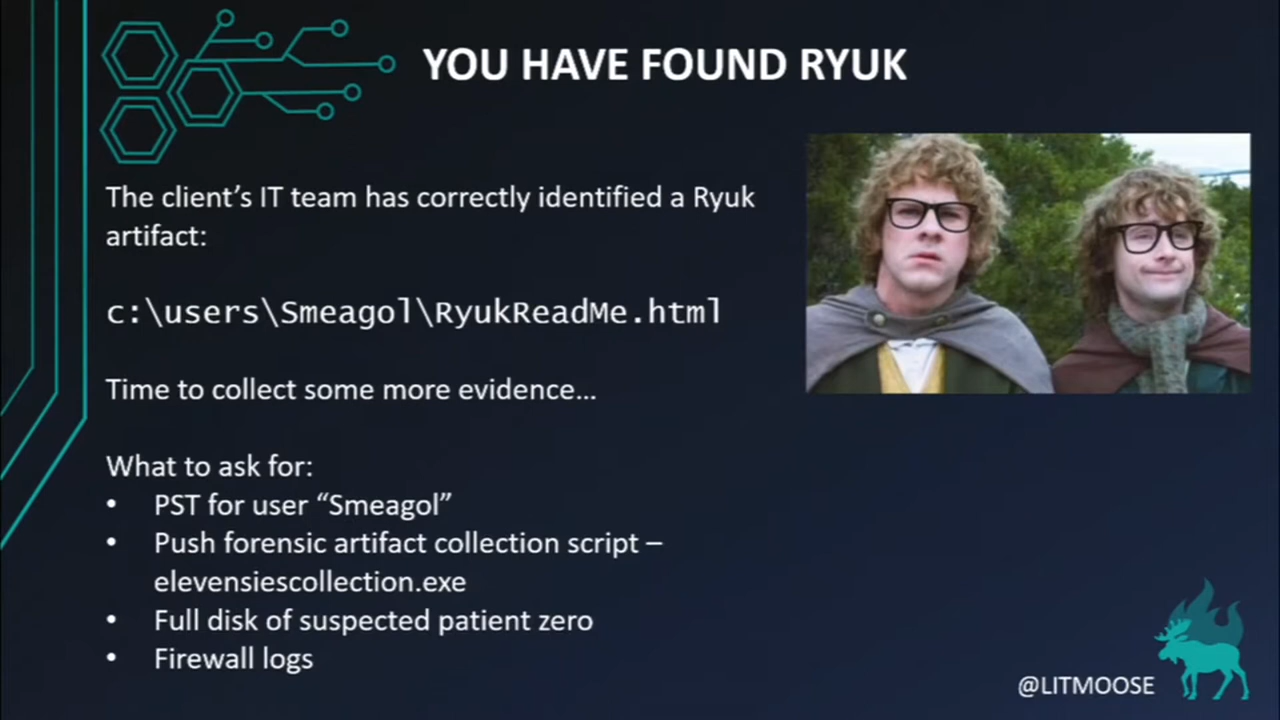 YOU HAVE FOUND RYUK
The client’s IT team has correctly identified a Ryuk
artifact:
c:\users\Smeagol\RyukReadMe.html
Time to collect some more evidence…
What to ask for:
• PST for user “Smeagol”
• Push forensic artifact collection script –
elevensiescollection.exe
• Full disk of suspected patient zero
• Firewall logs
@LITMOOSE